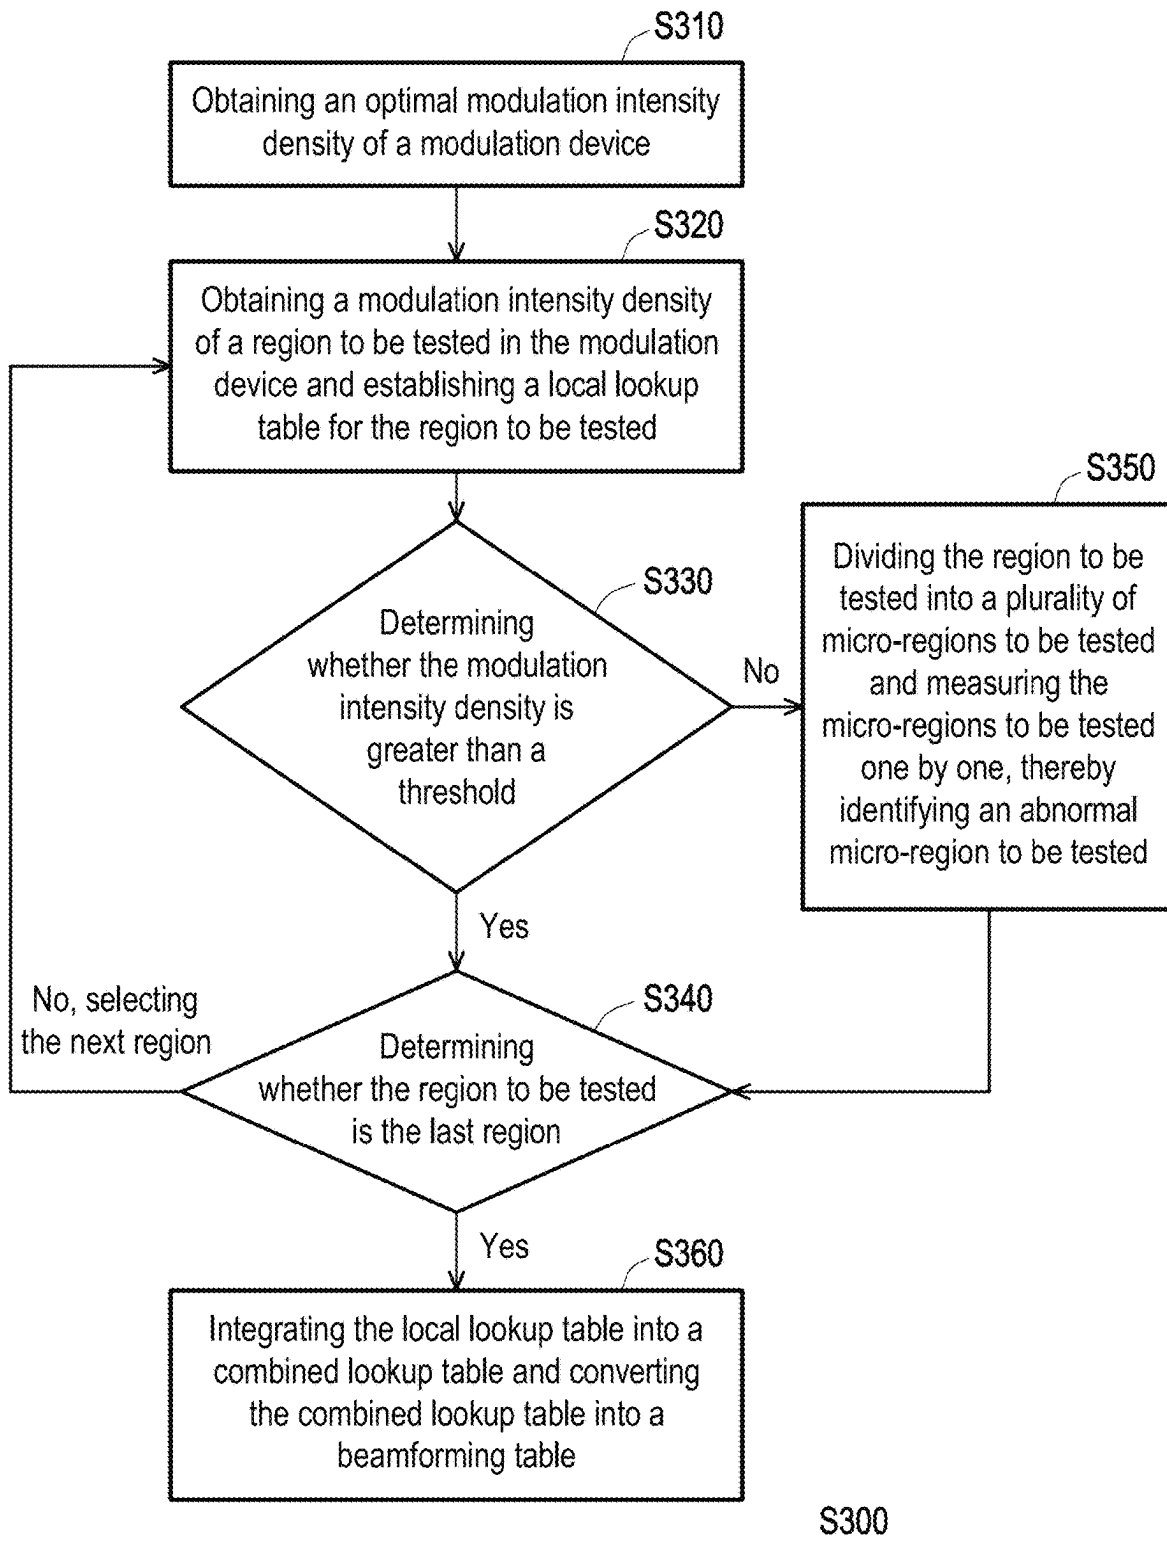 S310
Obtaining an optimal modulation intensity
density of a modulation device
S320
Obtaining a modulation intensity density
of a region to be tested in the modulation
device and establishing a local lookup
table for the region to be tested
S330
Determining
whether the modulation
intensity density is
greater than a
threshold
No
S350
Dividing the region to be
tested into a plurality of
micro-regions to be tested
and measuring the
micro-regions to be tested
one by one, thereby
identifying an abnormal
micro-region to be tested
Yes
S340
Determining
whether the region to be tested
is the last region
No, selecting
the next region
Yes
S360
Integrating the local lookup table into a
combined lookup table and converting
the combined lookup table into a
beamforming table
S300